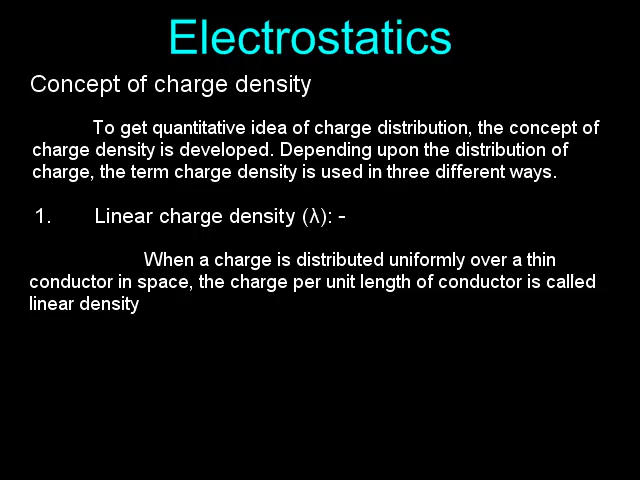 Electrostatics
Concept of charge density
To get quantitative idea of charge distribution, the concept of
charge density is developed. Depending upon the distribution of
charge, the term charge density is used in three different ways.
1. Linear charge density (λ): -
When a charge is distributed uniformly over a thin
conductor in space, the charge per unit length of conductor is called
linear density